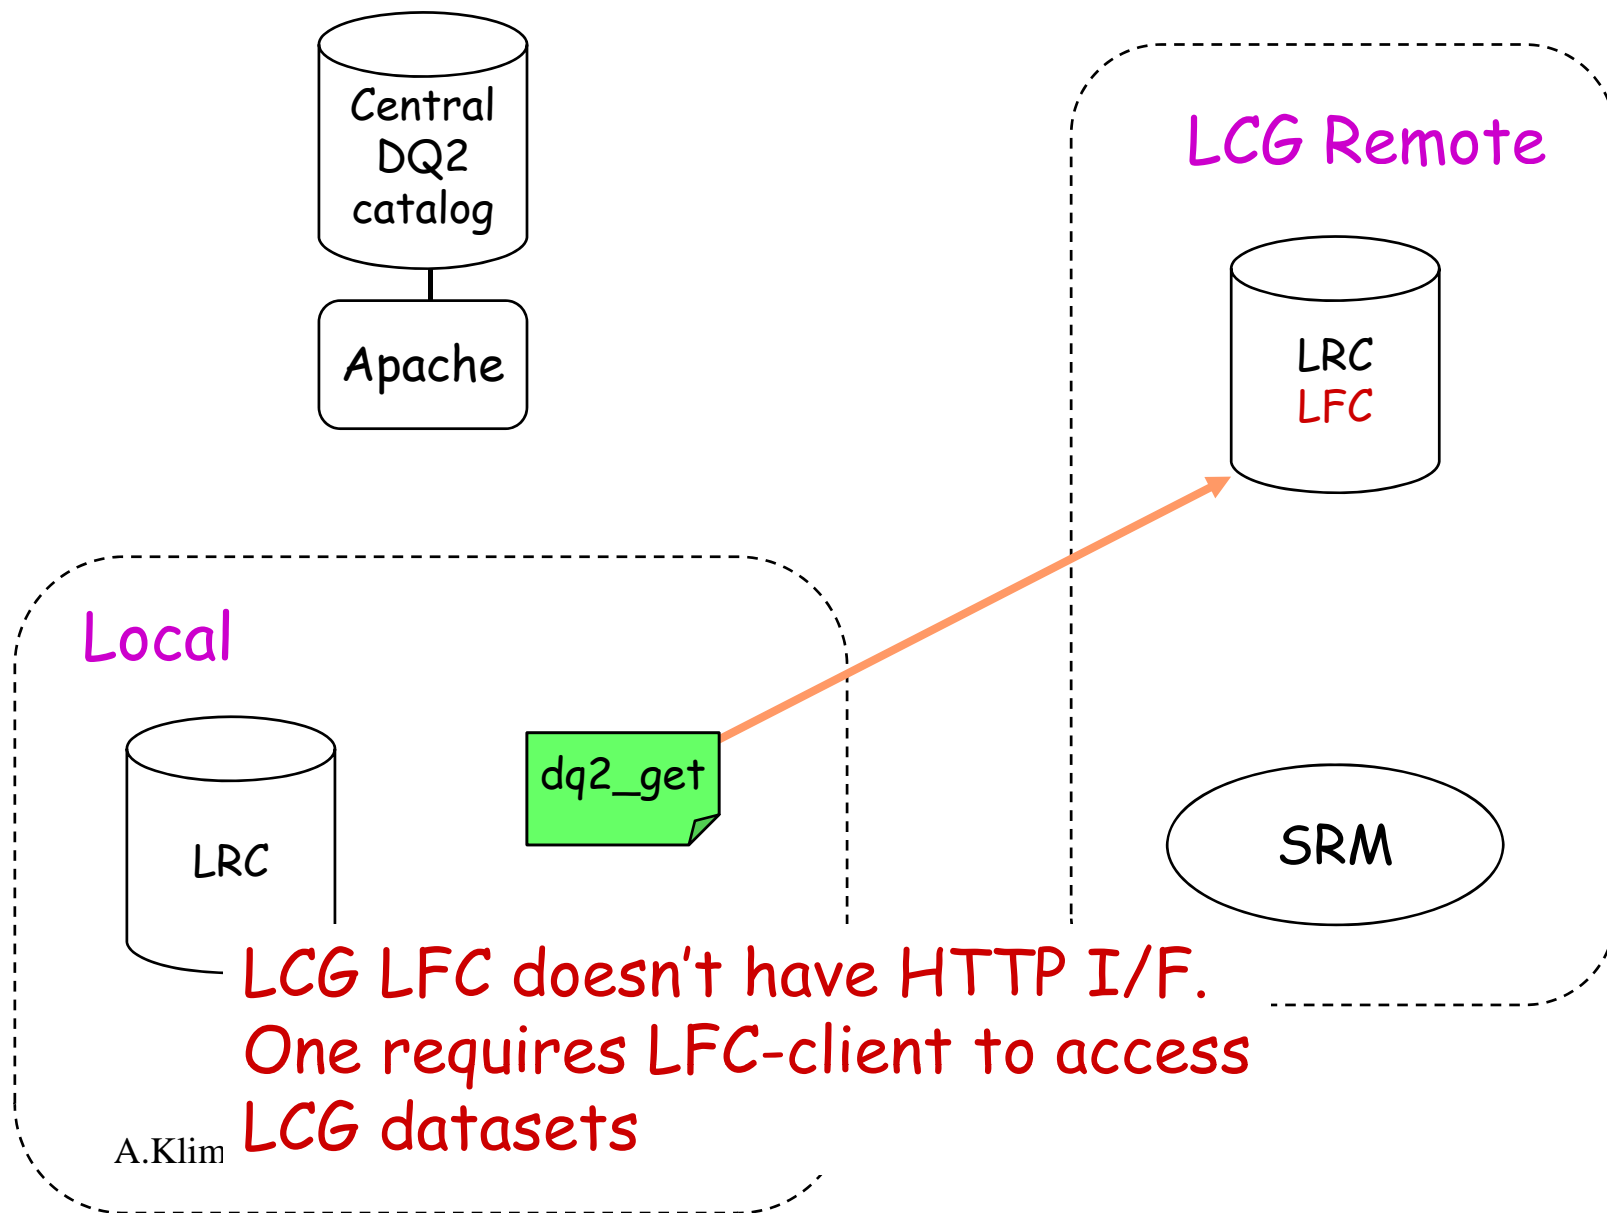 Central
DQ2
catalog
Apache
LCG Remote
LRC
LFC
Local
dq2_get
LRC
SRM
LCG LFC doesn't have HTTP I/F.
One requires LFC-client to access
LCG datasets
A.Klim